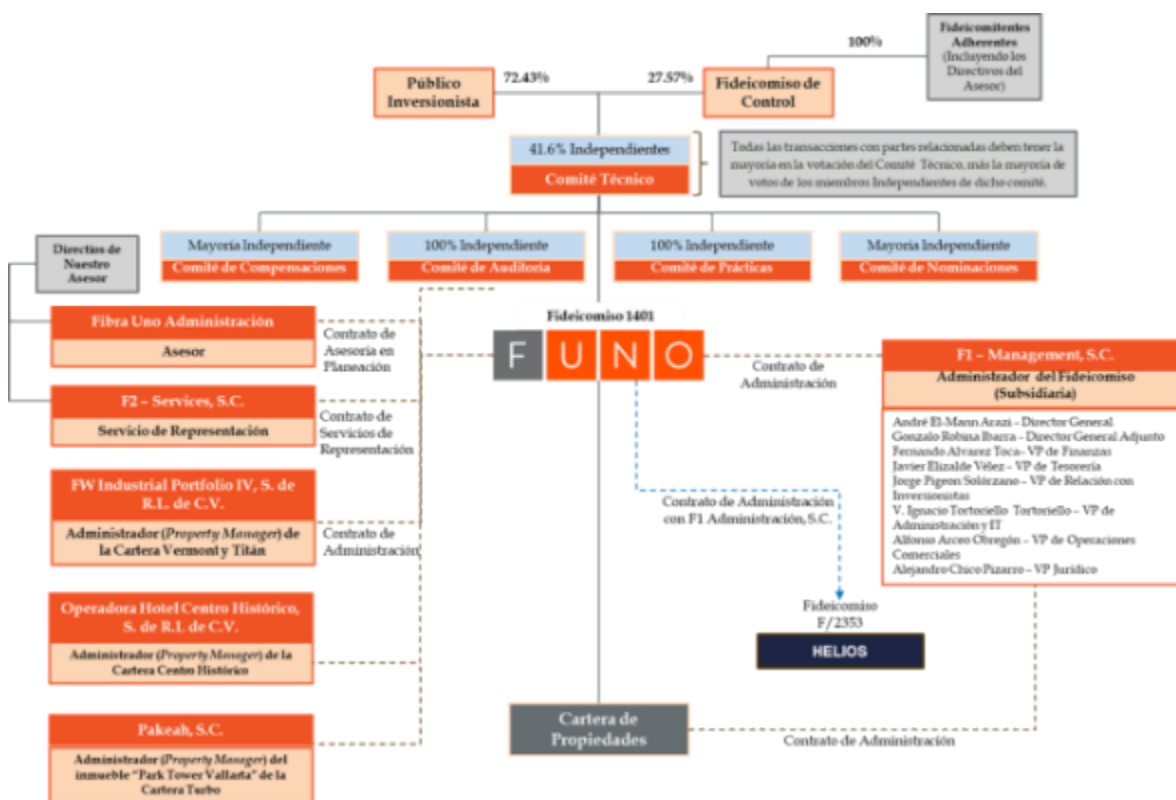 Fideicomitentes
Adherentes
(Incluyendo los
Directivos del
Asesor)
100%
Público
Inversionista
72.43%
27.57%
Fideicomiso de
Control
41.6% Independientes
Comité Técnico
Todas las transacciones con partes relacionadas deben tener la
mayoría en la votación del Comité Técnico, más la mayoría de
votos de los miembros Independientes de dicho comité.
Directios de
Nuestro
Asesor
Mayoría Independiente
Comité de Compensaciones
100% Independiente
Comité de Auditoría
100% Independiente
Comité de Prácticas
Mayoría Independiente
Comité de Nominaciones
Fibra Uno Administración
Asesor
Contrato de
Asesoría en
Planeación
Fideicomiso 1401
FUNO
Contrato de
Administración
F1 – Management, S.C.
Administrador del Fideicomiso
(Subsidiaria)
André El-Mann Arazi – Director General
Gonzalo Robina Ibarra – Director General Adjunto
Fernando Alvarez Toca- VP de Finanzas
Javier Elizalde Vélez – VP de Tesorería
Jorge Pigeon Solórzano – VP de Relación con
Inversionistas
V. Ignacio Tortoriello Tortoriello – VP de
Administración y IT
Alfonso Arceo Obregón – VP de Operaciones
Comerciales
Alejandro Chico Pizarro – VP Jurídico
F2 – Services, S.C.
Servicio de Representación
Contrato de
Servicios de
Representación
FW Industrial Portfolio IV, S. de
R.L. de C.V.
Administrador (Property Manager) de
la Cartera Vermont y Titán
Contrato de
Administración
Contrato de Administración
con F1 Administración, S.C.
Fideicomiso
F/2353
HELIOS
Operadora Hotel Centro Histórico,
S. de R.L de C.V.
Administrador (Property Manager) de la
Cartera Centro Histórico
Pakeah, S.C.
Administrador (Property Manager) del
inmueble "Park Tower Vallarta" de la
Cartera Turbo
Cartera de
Propiedades
Contrato de Administración